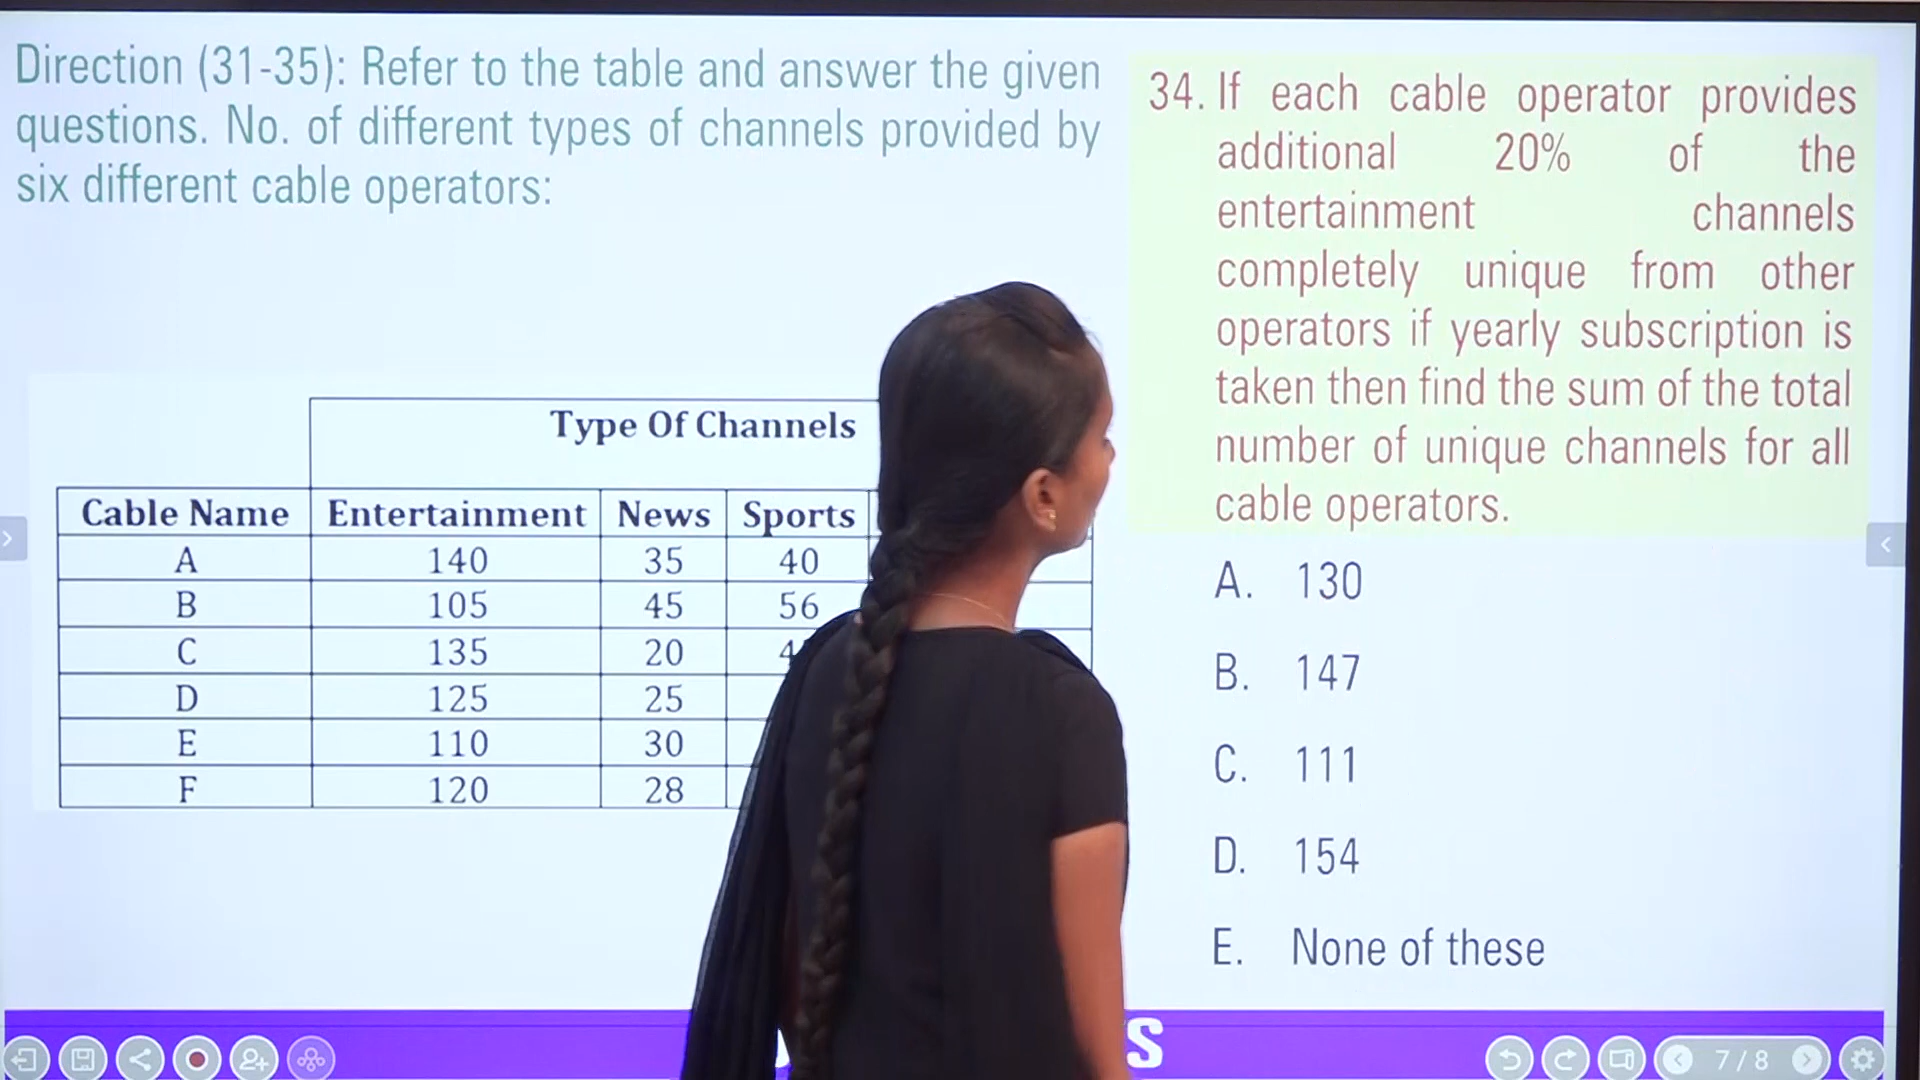 Direction (31-35): Refer to the table and answer the given
questions. No. of different types of channels provided by
six different cable operators:
Type Of Channels
Cable Name Entertainment News Sports
A 140 35 40
B 105 45 56
C 135 20
D 125 25
E 110 30
F 120 28
34. If each cable operator provides
additional 20% of the
entertainment channels
completely unique from other
operators if yearly subscription is
taken then find the sum of the total
number of unique channels for all
cable operators.
A. 130
B. 147
C. 111
D. 154
E. None of these
S
7/8